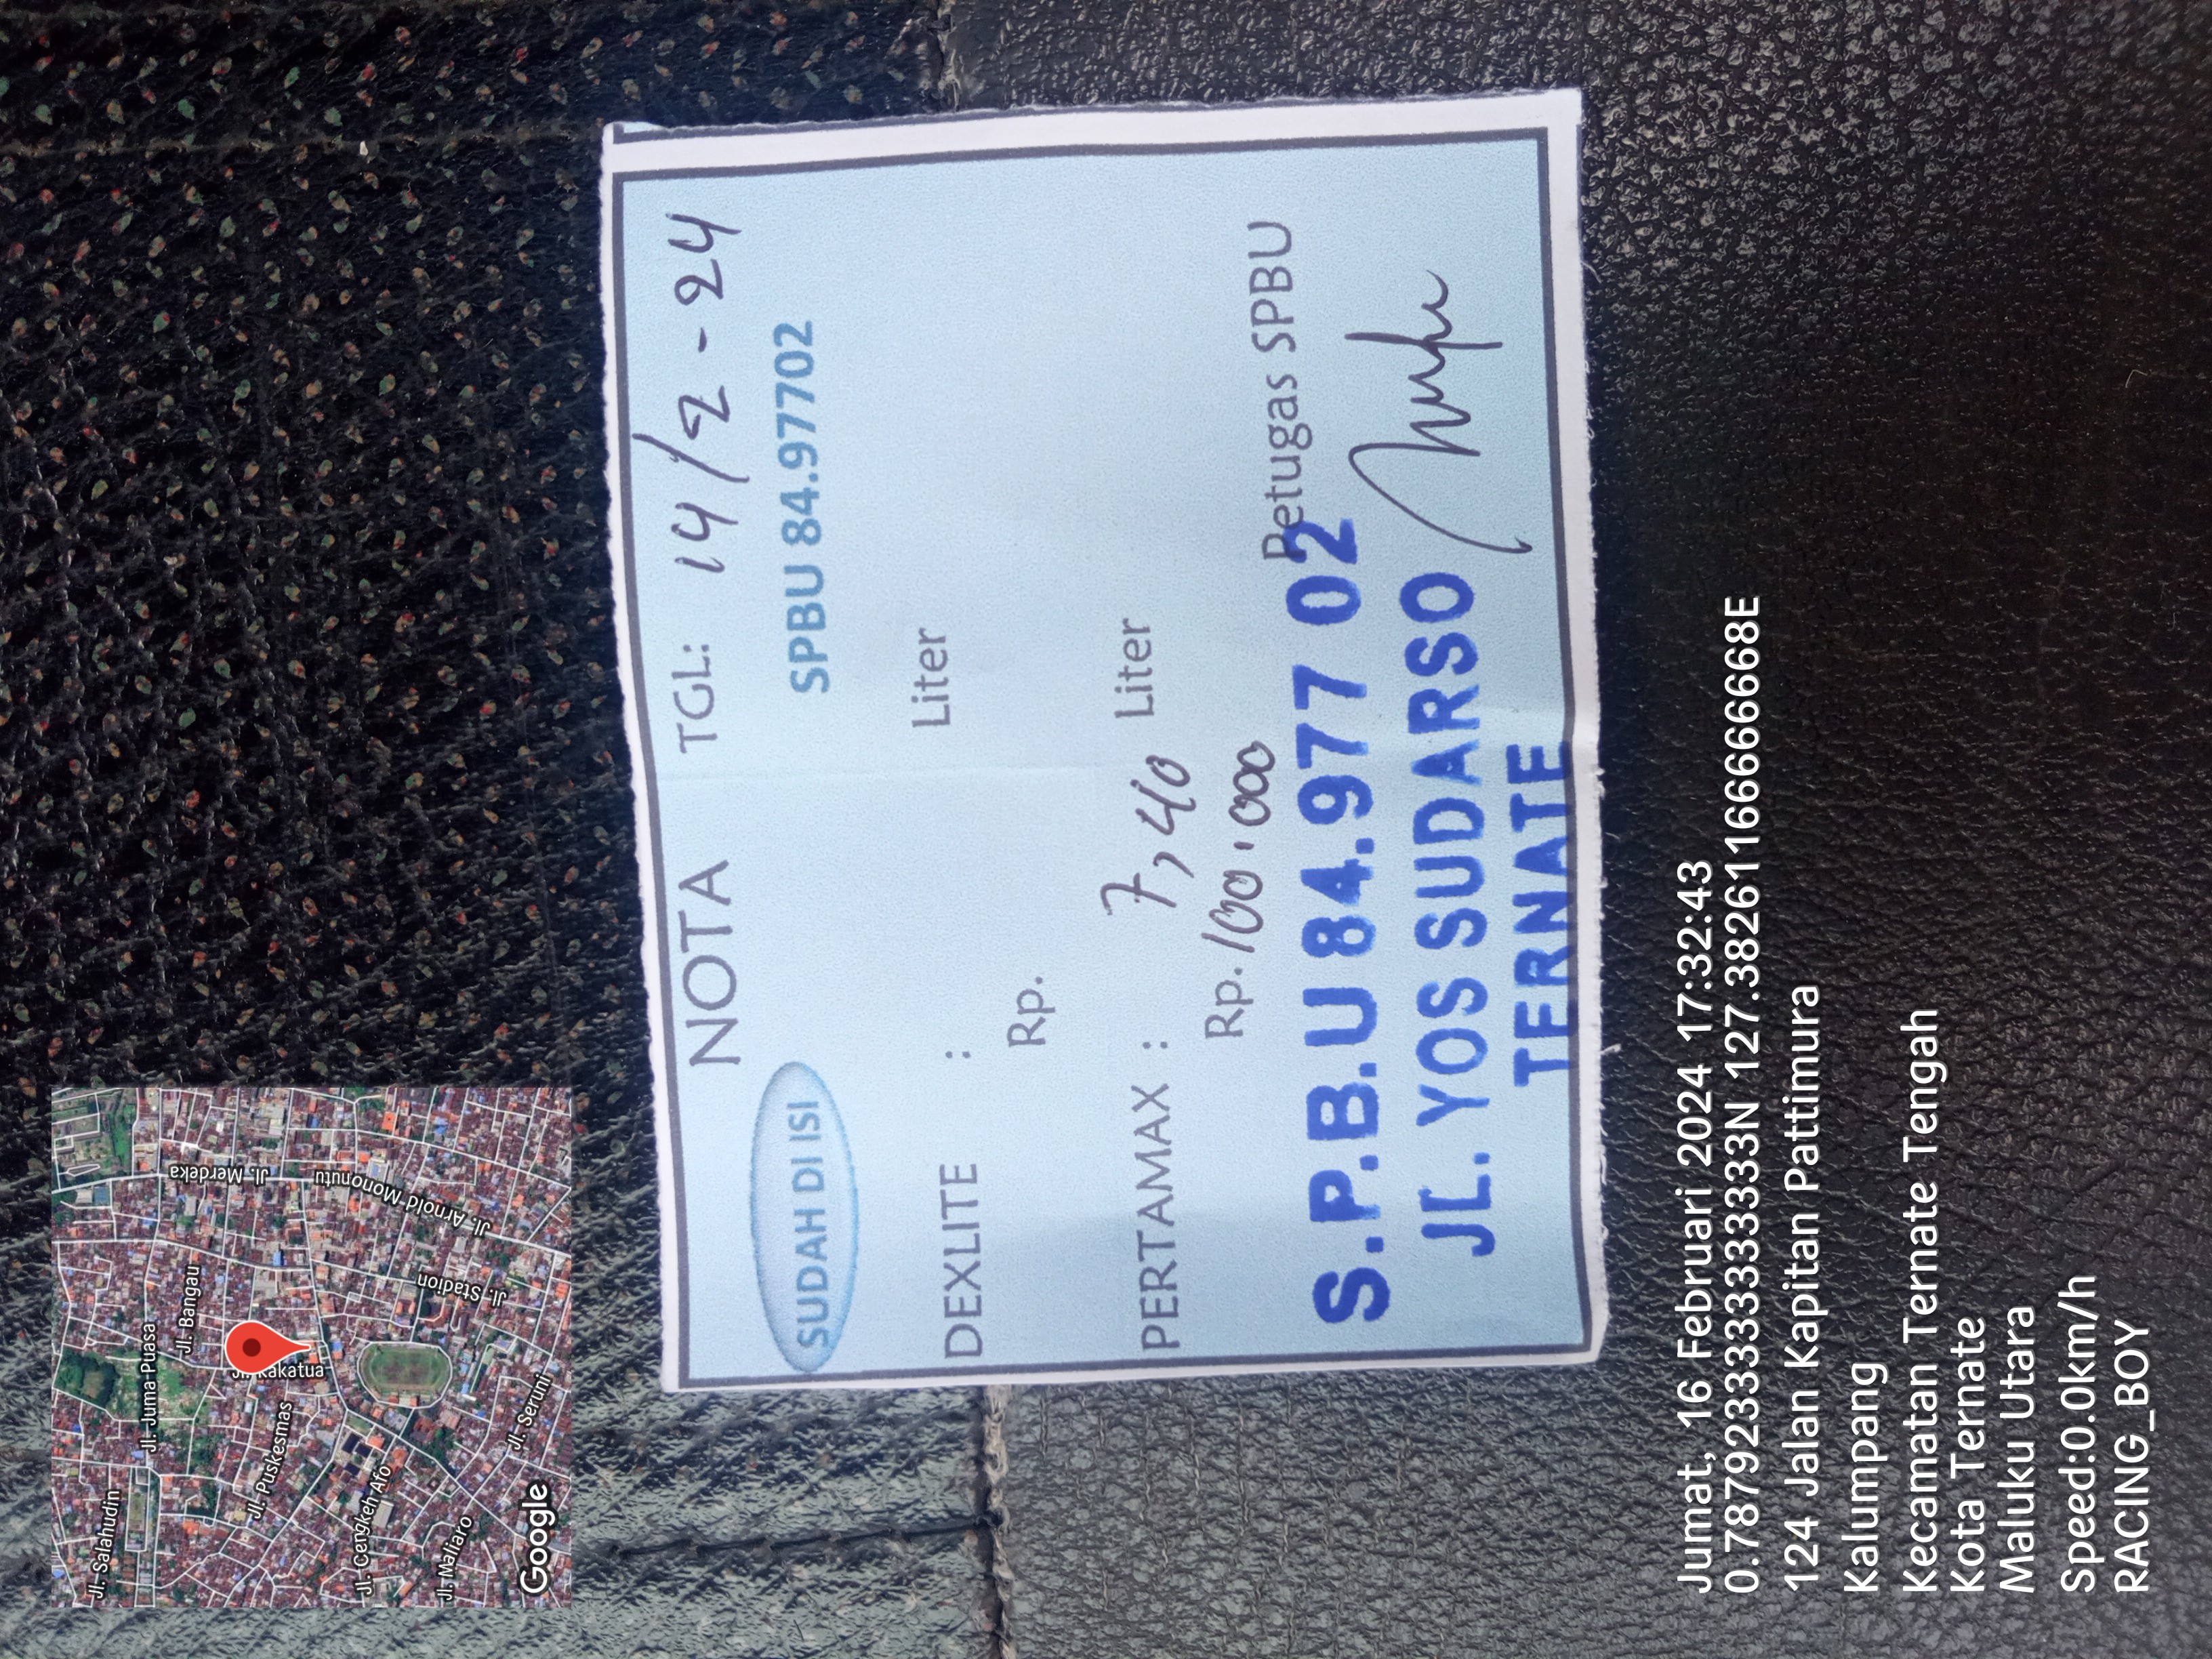 NOTA TGL: 14/2-24
SUDAH DI ISI SPBU 84.97702
DEXLITE : Liter
Rp.
PERTAMAX : 7,40 Liter
Rp. 100.000
Petugas SPBU
S.P.B.U 84.977 02
JL. YOS SUDARSO
TERNATE
Jl. Salahudin
Jl. Juma Puasa
Jl. Bangau
Jl. Merdeka
Jl. Kakatua
Jl. Puskesmas
Jl. Arnold Mononutu
Jl. Stadion
Jl. Cengkeh Afo
Jl. Maliaro
Jl. Seruni
Google
Jumat, 16 Februari 2024 17:32:43
0.7877923333333333333N 127.38261166666666668E
124 Jalan Kapitan Pattimura
Kalumpang
Kecamatan Ternate Tengah
Kota Ternate
Maluku Utara
Speed:0.0km/h
RACING_BOY